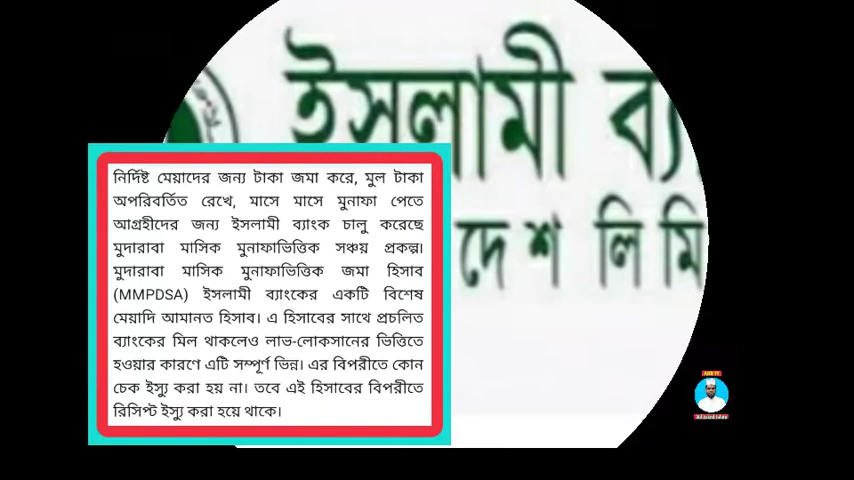 ইসলামী ব্যা
দেশ লিমি
নির্দিষ্ট মেয়াদের জন্য টাকা জমা করে, মুল টাকা
অপরিবর্তিত রেখে, মাসে মাসে মুনাফা পেতে
আগ্রহীদের জন্য ইসলামী ব্যাংক চালু করেছে
মুদারাবা মাসিক মুনাফাভিত্তিক সঞ্চয় প্রকল্প।
মুদারাবা মাসিক মুনাফাভিত্তিক জমা হিসাব
(MMPDSA) ইসলামী ব্যাংকের একটি বিশেষ
মেয়াদি আমানত হিসাব। এ হিসাবের সাথে প্রচলিত
ব্যাংকের মিল থাকলেও লাভ-লোকসানের ভিত্তিতে
হওয়ার কারণে এটি সম্পূর্ণ ভিন্ন। এর বিপরীতে কোন
চেক ইস্যু করা হয় না। তবে এই হিসাবের বিপরীতে
রিসিপ্ট ইস্যু করা হয়ে থাকে।